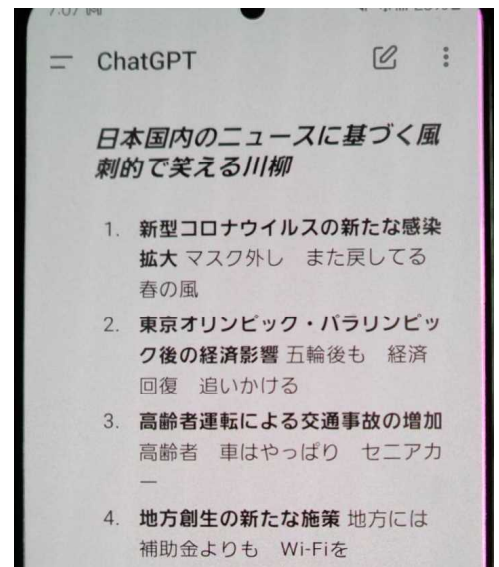 ChatGPT
日本国内のニュースに基づく風
刺的で笑える川柳
1. 新型コロナウイルスの新たな感染
拡大 マスク外し　また戻してる
春の風
2. 東京オリンピック・パラリンピッ
ク後の経済影響 五輪後も　経済
回復　追いかける
3. 高齢者運転による交通事故の増加
高齢者　車はやっぱり　セニアカ
ー
4. 地方創生の新たな施策 地方には
補助金よりも　Wi-Fiを